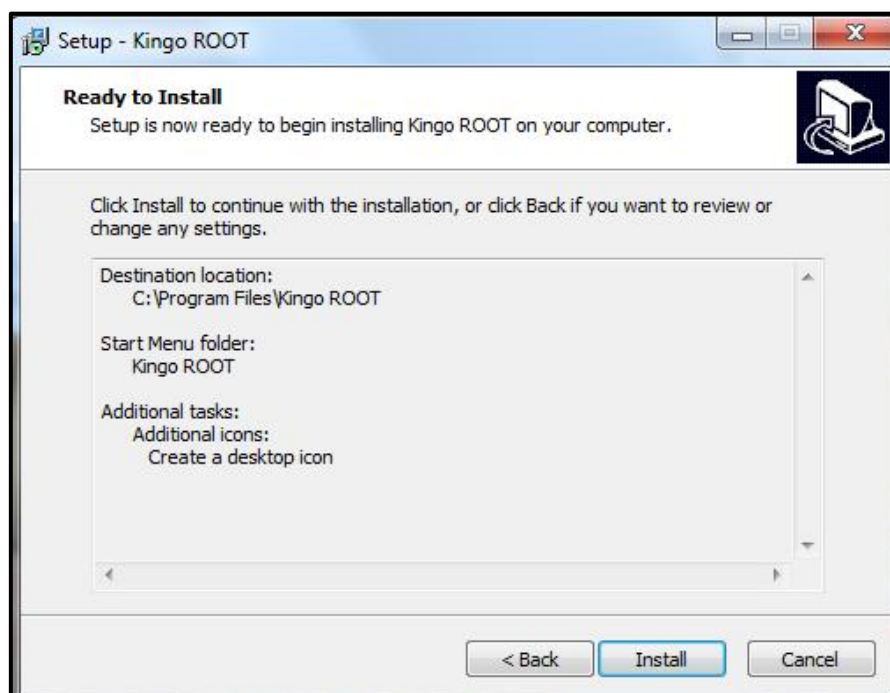 Setup - Kingo ROOT
Ready to Install
Setup is now ready to begin installing Kingo ROOT on your computer.
Click Install to continue with the installation, or click Back if you want to review or
change any settings.
Destination location:
C:\Program Files\Kingo ROOT
Start Menu folder:
Kingo ROOT
Additional tasks:
Additional icons:
Create a desktop icon
< Back
Install
Cancel